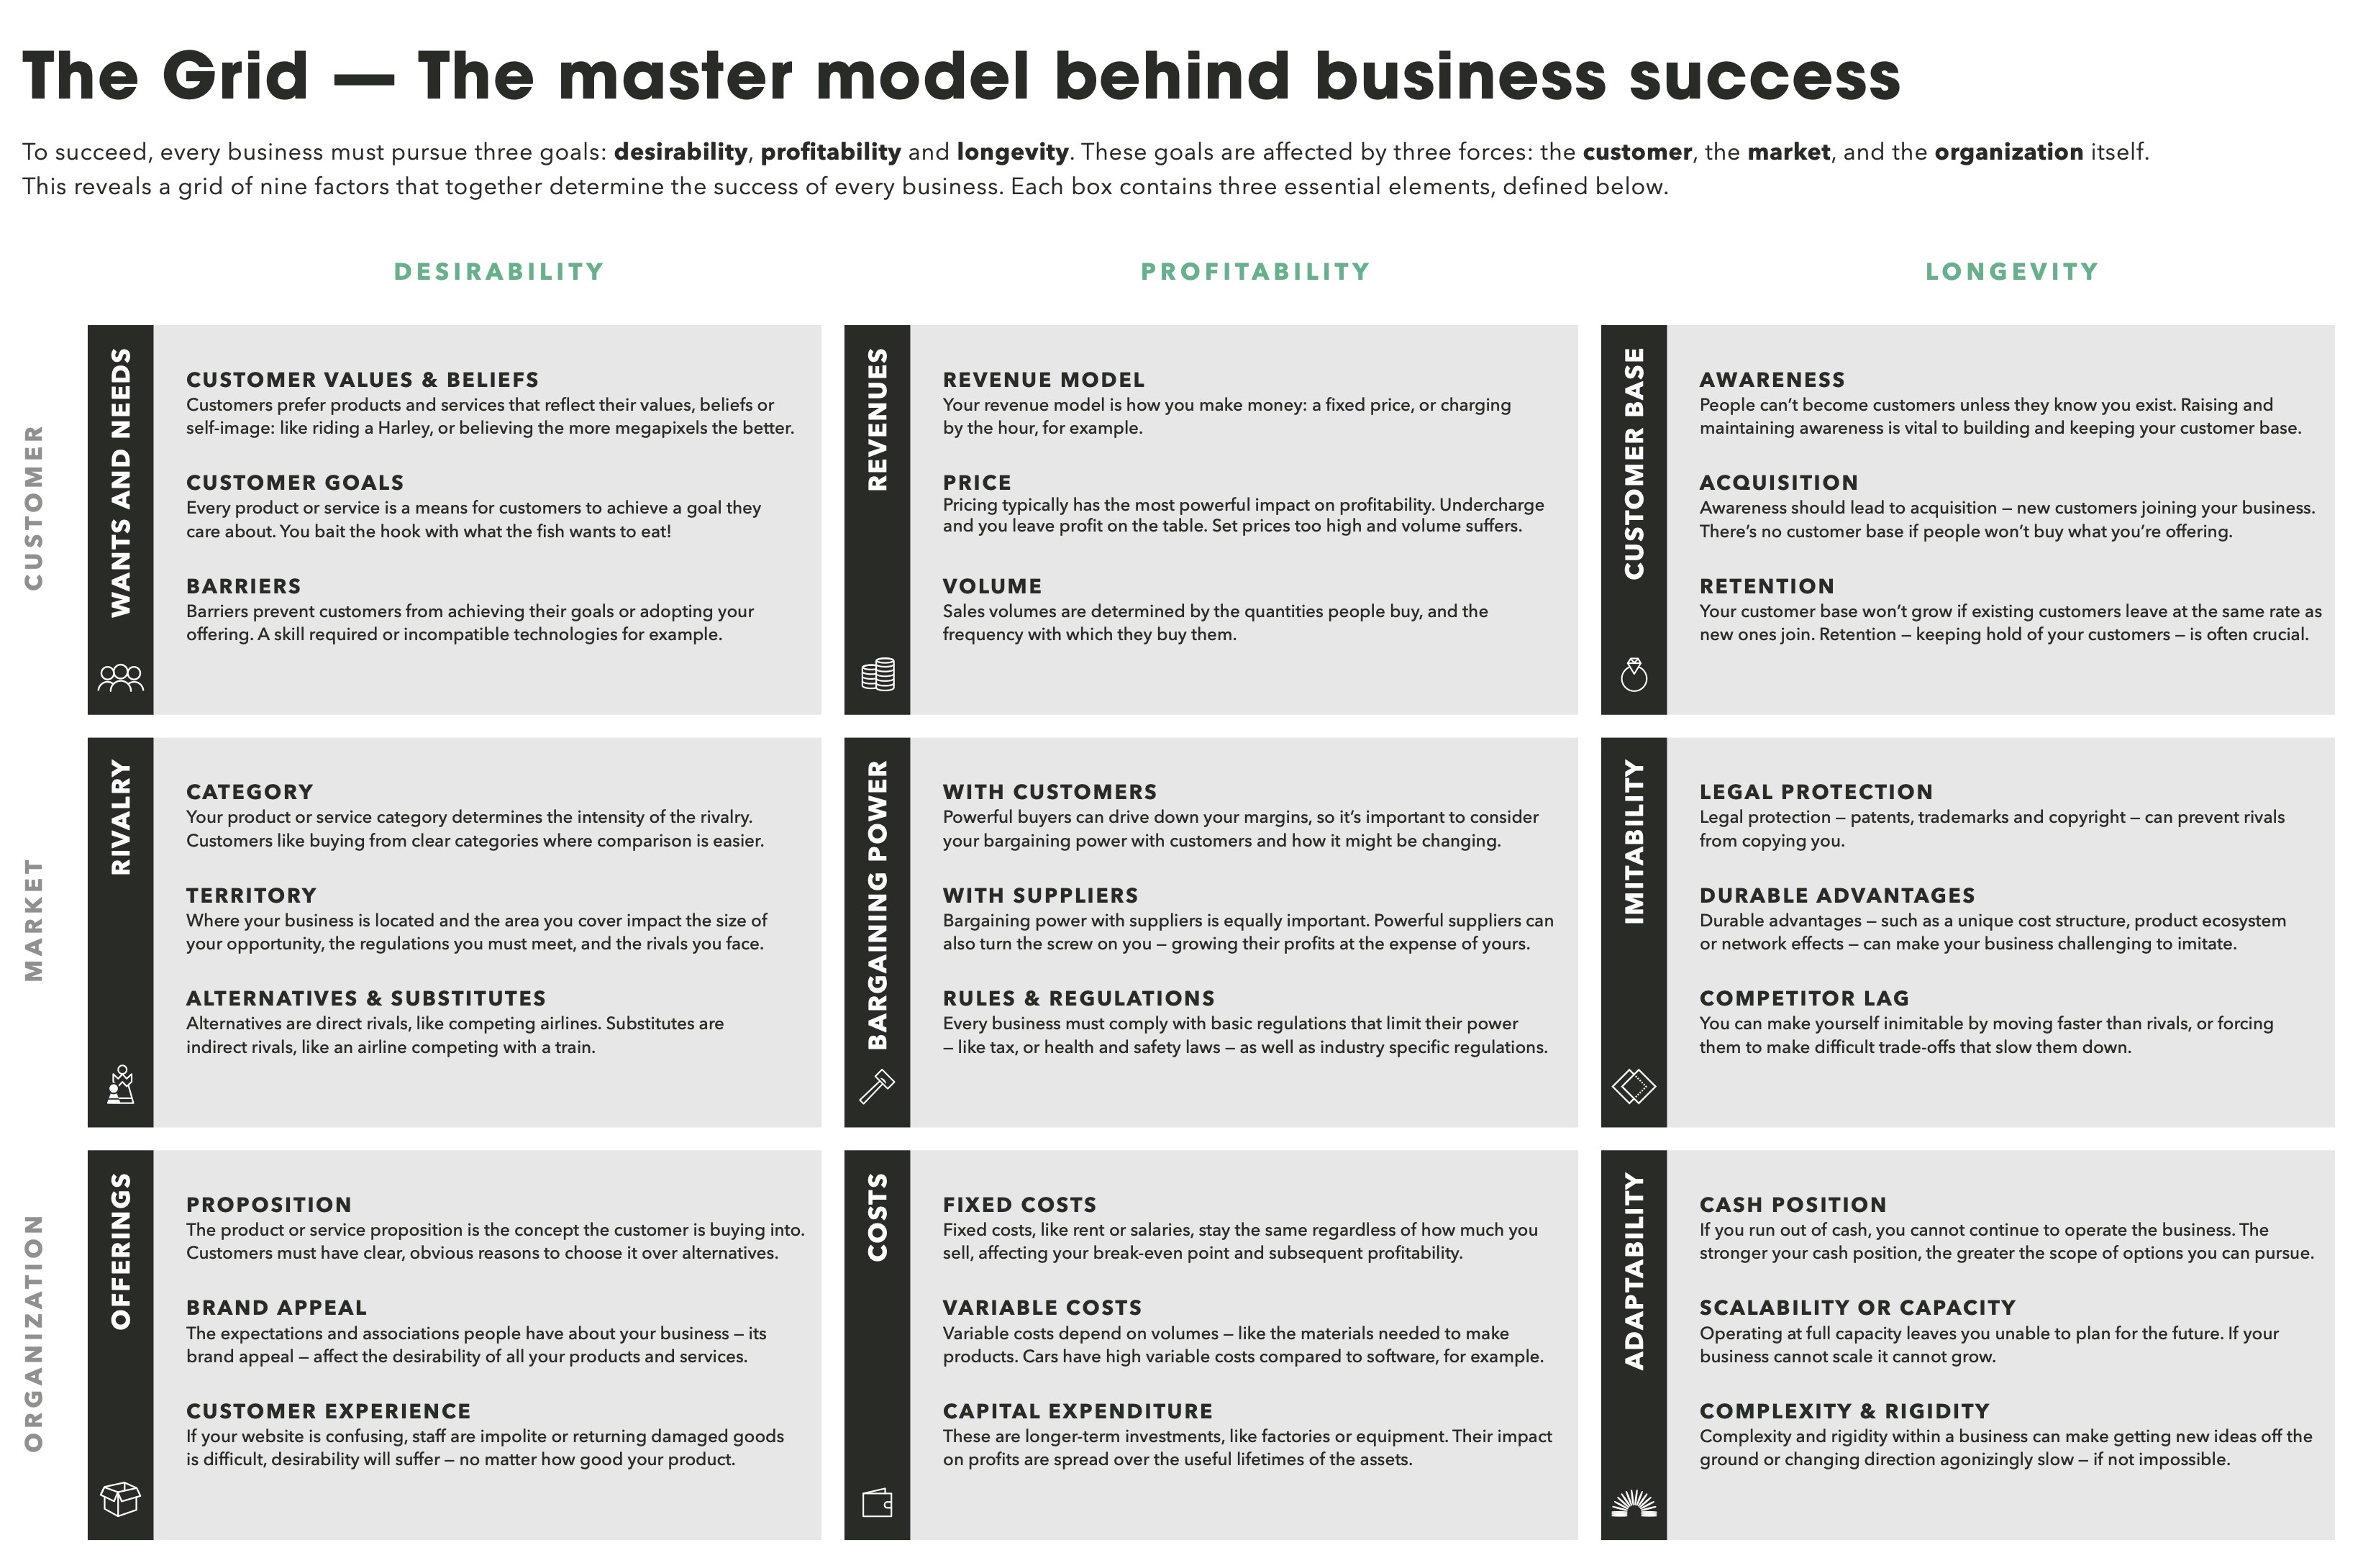 The Grid — The master model behind business success
To succeed, every business must pursue three goals: desirability, profitability and longevity. These goals are affected by three forces: the customer, the market, and the organization itself.
This reveals a grid of nine factors that together determine the success of every business. Each box contains three essential elements, defined below.
DESIRABILITY
PROFITABILITY
LONGEVITY
CUSTOMER
WANTS AND NEEDS
CUSTOMER VALUES & BELIEFS
Customers prefer products and services that reflect their values, beliefs or
self-image: like riding a Harley, or believing the more megapixels the better.
CUSTOMER GOALS
Every product or service is a means for customers to achieve a goal they
care about. You bait the hook with what the fish wants to eat!
BARRIERS
Barriers prevent customers from achieving their goals or adopting your
offering. A skill required or incompatible technologies for example.
REVENUES
REVENUE MODEL
Your revenue model is how you make money: a fixed price, or charging
by the hour, for example.
PRICE
Pricing typically has the most powerful impact on profitability. Undercharge
and you leave profit on the table. Set prices too high and volume suffers.
VOLUME
Sales volumes are determined by the quantities people buy, and the
frequency with which they buy them.
CUSTOMER BASE
AWARENESS
People can’t become customers unless they know you exist. Raising and
maintaining awareness is vital to building and keeping your customer base.
ACQUISITION
Awareness should lead to acquisition – new customers joining your business.
There’s no customer base if people won’t buy what you’re offering.
RETENTION
Your customer base won’t grow if existing customers leave at the same rate as
new ones join. Retention – keeping hold of your customers – is often crucial.
MARKET
RIVALRY
CATEGORY
Your product or service category determines the intensity of the rivalry.
Customers like buying from clear categories where comparison is easier.
TERRITORY
Where your business is located and the area you cover impact the size of
your opportunity, the regulations you must meet, and the rivals you face.
ALTERNATIVES & SUBSTITUTES
Alternatives are direct rivals, like competing airlines. Substitutes are
indirect rivals, like an airline competing with a train.
BARGAINING POWER
WITH CUSTOMERS
Powerful buyers can drive down your margins, so it’s important to consider
your bargaining power with customers and how it might be changing.
WITH SUPPLIERS
Bargaining power with suppliers is equally important. Powerful suppliers can
also turn the screw on you – growing their profits at the expense of yours.
RULES & REGULATIONS
Every business must comply with basic regulations that limit their power
– like tax, or health and safety laws – as well as industry specific regulations.
IMITABILITY
LEGAL PROTECTION
Legal protection – patents, trademarks and copyright – can prevent rivals
from copying you.
DURABLE ADVANTAGES
Durable advantages – such as a unique cost structure, product ecosystem
or network effects – can make your business challenging to imitate.
COMPETITOR LAG
You can make yourself inimitable by moving faster than rivals, or forcing
them to make difficult trade-offs that slow them down.
ORGANIZATION
OFFERINGS
PROPOSITION
The product or service proposition is the concept the customer is buying into.
Customers must have clear, obvious reasons to choose it over alternatives.
BRAND APPEAL
The expectations and associations people have about your business – its
brand appeal – affect the desirability of all your products and services.
CUSTOMER EXPERIENCE
If your website is confusing, staff are impolite or returning damaged goods
is difficult, desirability will suffer – no matter how good your product.
COSTS
FIXED COSTS
Fixed costs, like rent or salaries, stay the same regardless of how much you
sell, affecting your break-even point and subsequent profitability.
VARIABLE COSTS
Variable costs depend on volumes – like the materials needed to make
products. Cars have high variable costs compared to software, for example.
CAPITAL EXPENDITURE
These are longer-term investments, like factories or equipment. Their impact
on profits are spread over the useful lifetimes of the assets.
ADAPTABILITY
CASH POSITION
If you run out of cash, you cannot continue to operate the business. The
stronger your cash position, the greater the scope of options you can pursue.
SCALABILITY OR CAPACITY
Operating at full capacity leaves you unable to plan for the future. If your
business cannot scale it cannot grow.
COMPLEXITY & RIGIDITY
Complexity and rigidity within a business can make getting new ideas off the
ground or changing direction agonizingly slow – if not impossible.